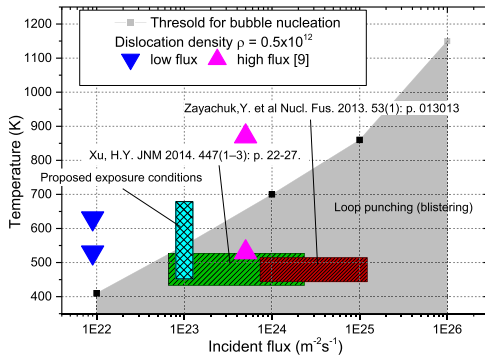 Thresold for bubble nucleation
Dislocation density ρ = 0.5x10¹²
low flux
high flux [9]
Zayachuk,Y. et al Nucl. Fus. 2013. 53(1): p. 013013
Xu, H.Y. JNM 2014. 447(1–3): p. 22-27.
Proposed exposure conditions
Loop punching (blistering)
Temperature (K)
1200
1100
1000
900
800
700
600
500
400
1E22
1E23
1E24
1E25
1E26
Incident flux (m⁻²s⁻¹)